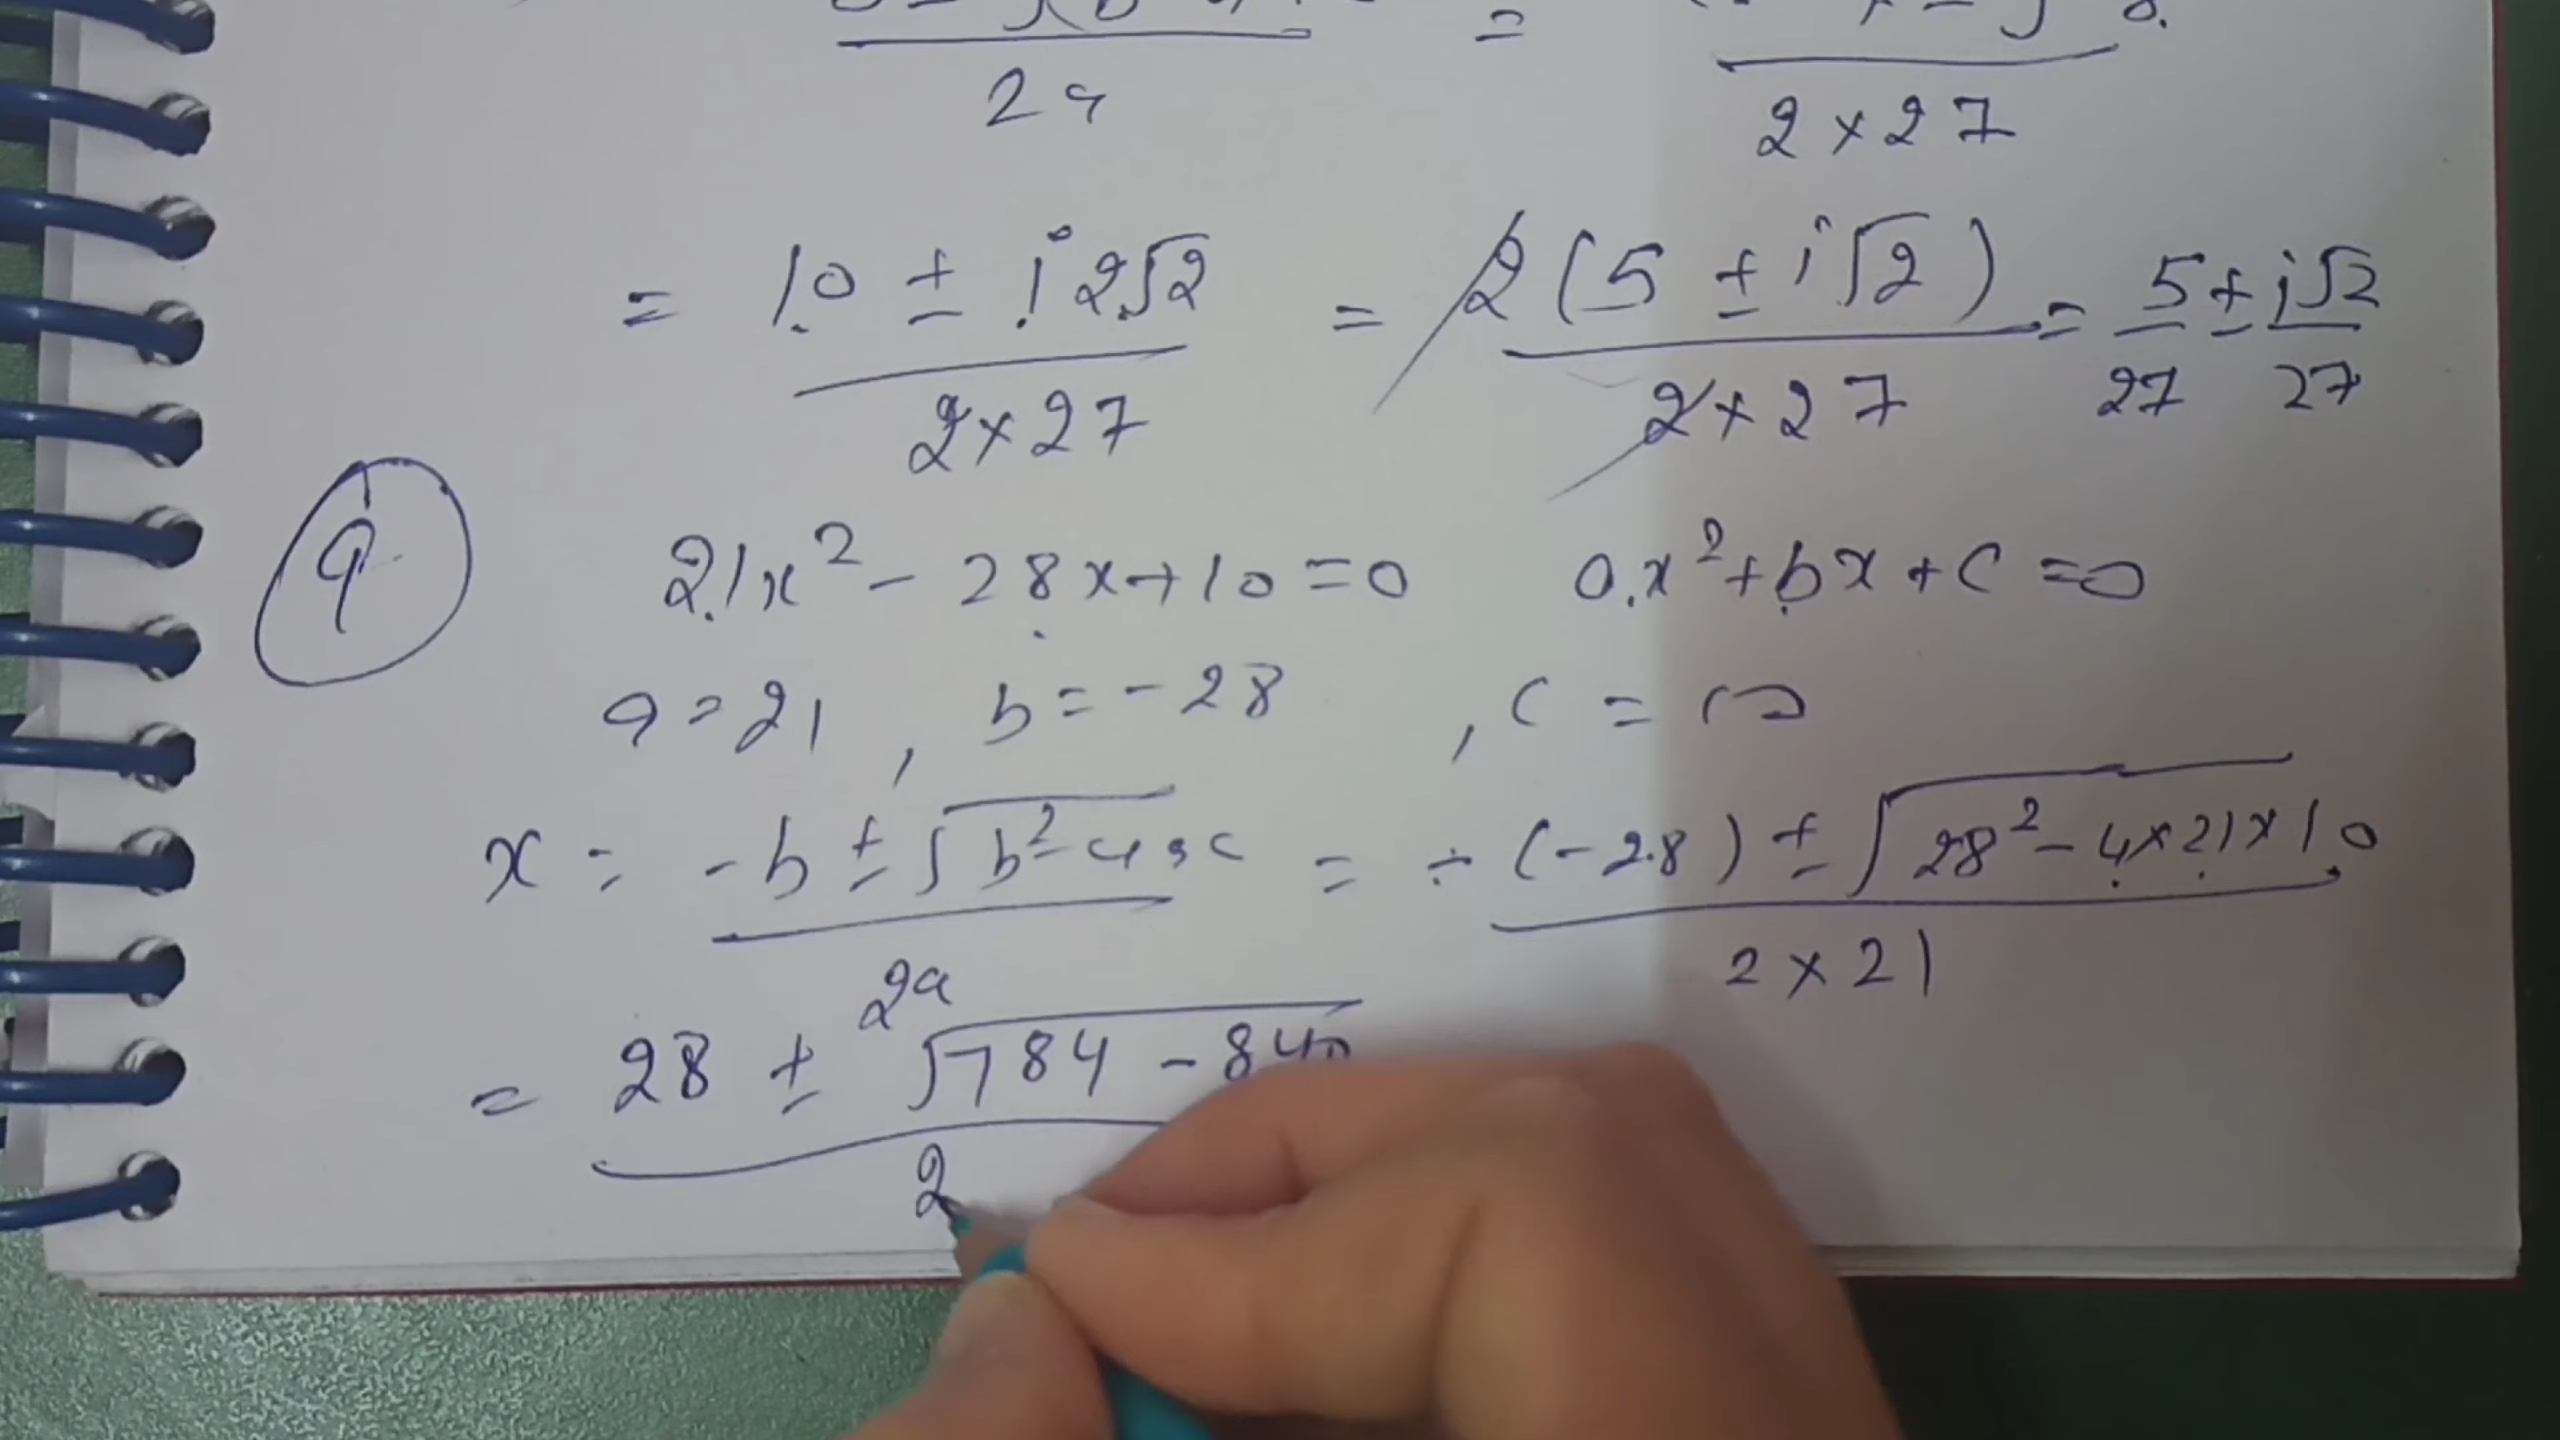 2a = 2 × 27
= 10 ± i2√2 / 2×27 = 2(5 ± i√2) / 2×27 = 5/27 ± i√2/27
9 21x² - 28x + 10 = 0 ax² + bx + c = 0
a = 21, b = -28, c = 10
x = -b ± √b²-4ac / 2a = -(-28) ± √28² - 4×21×10 / 2×21
= 28 ± √784 - 840 / 2